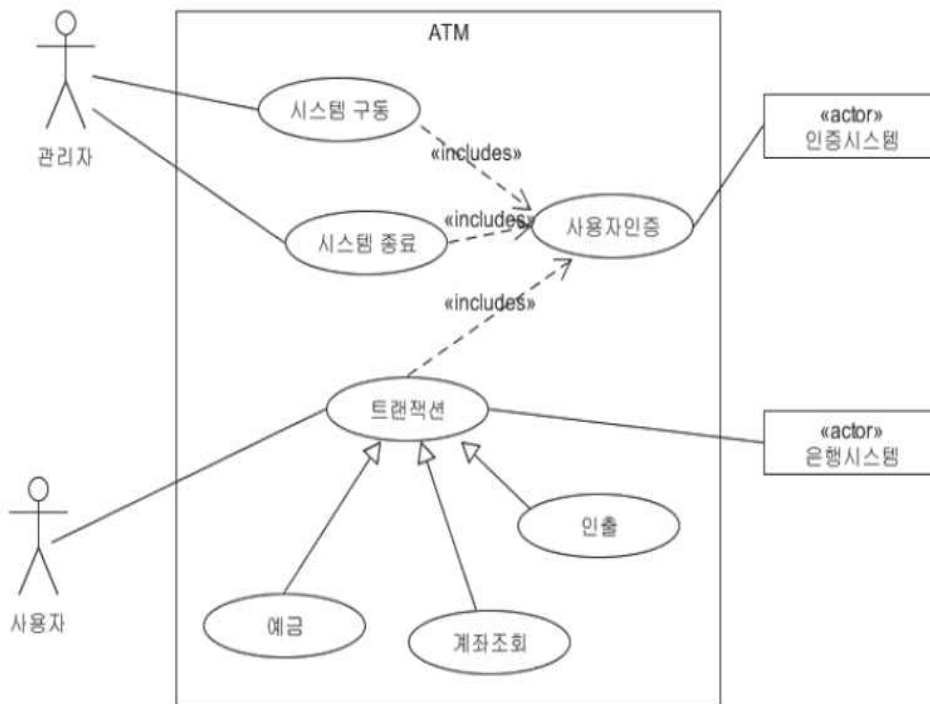 ATM
시스템 구동
«actor»
인증시스템
관리자
«includes»
«includes»
사용자인증
시스템 종료
«includes»
트랜잭션
«actor»
은행시스템
인출
사용자
예금
계좌조회